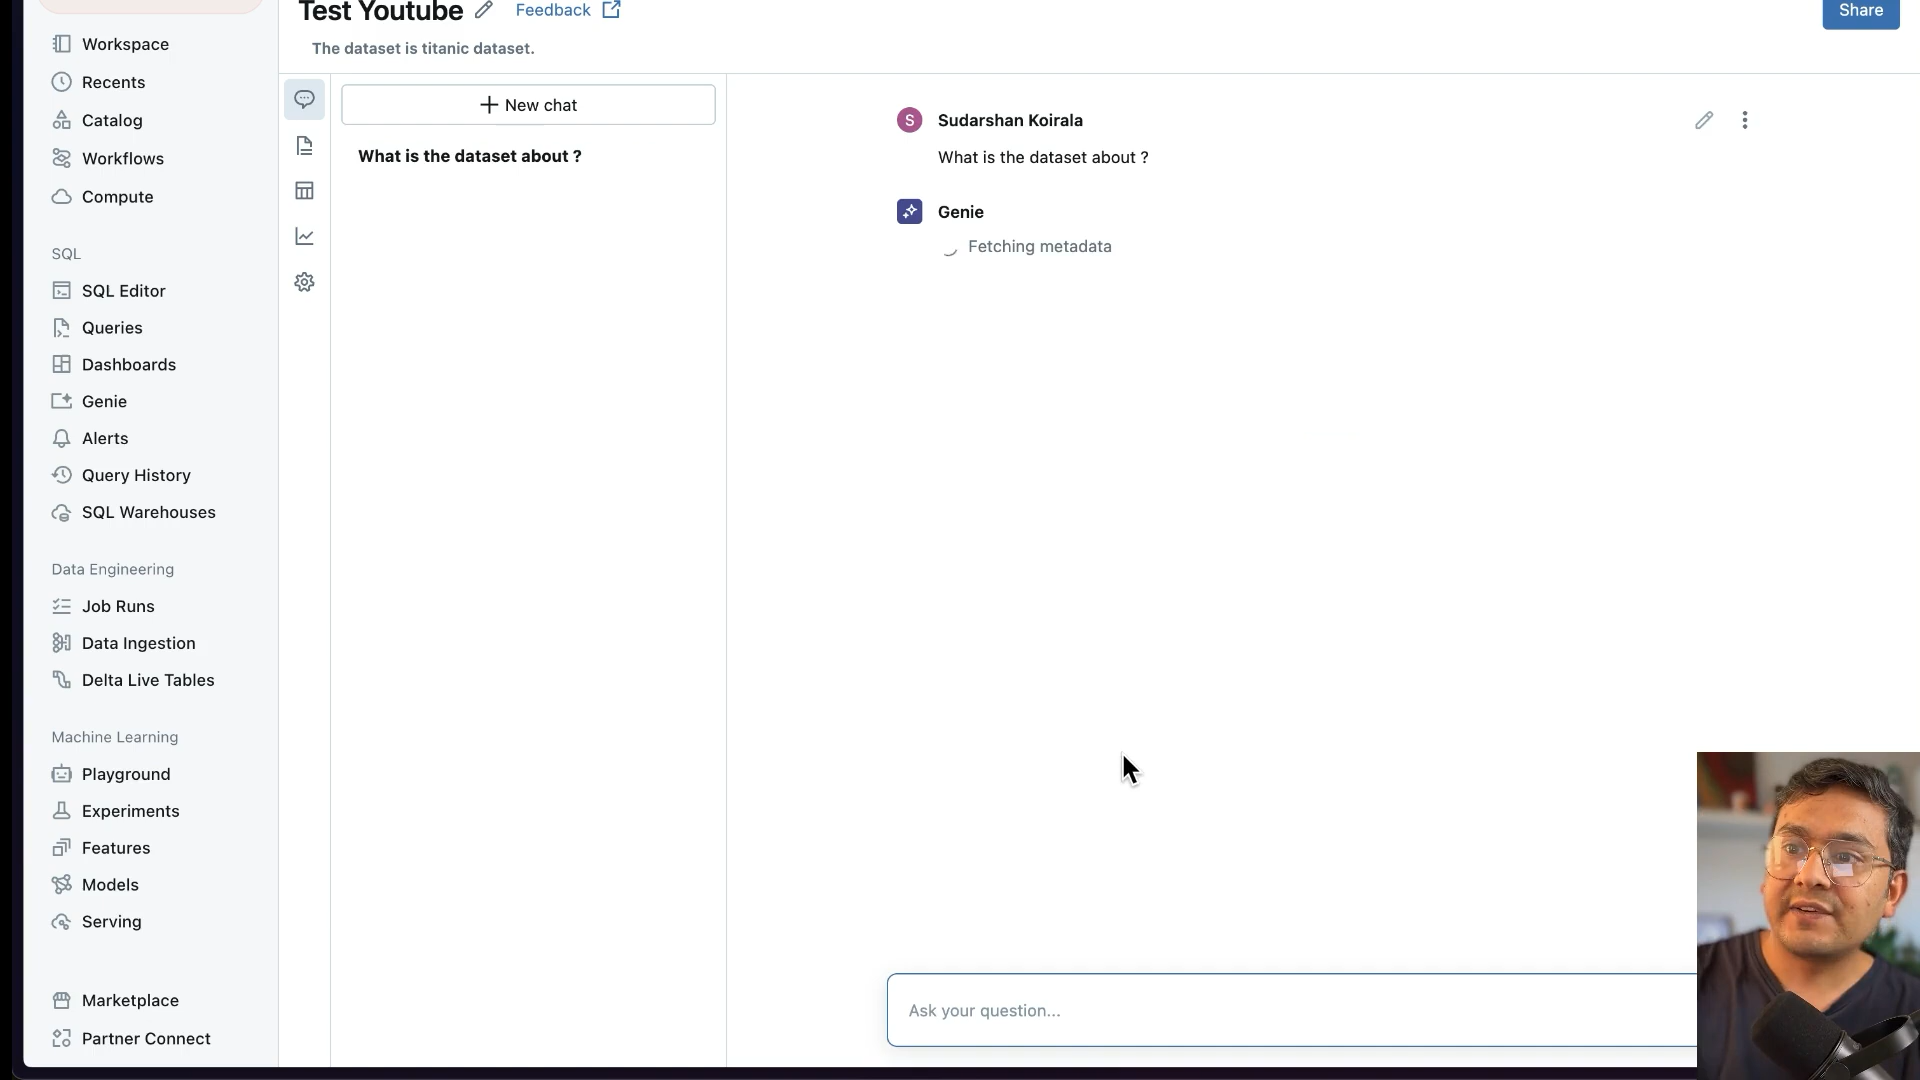 Test Youtube
Feedback
Share
The dataset is titanic dataset.
Workspace
Recents
Catalog
Workflows
Compute
SQL
SQL Editor
Queries
Dashboards
Genie
Alerts
Query History
SQL Warehouses
Data Engineering
Job Runs
Data Ingestion
Delta Live Tables
Machine Learning
Playground
Experiments
Features
Models
Serving
Marketplace
Partner Connect
New chat
What is the dataset about ?
S
Sudarshan Koirala
What is the dataset about ?
Genie
Fetching metadata
Ask your question...